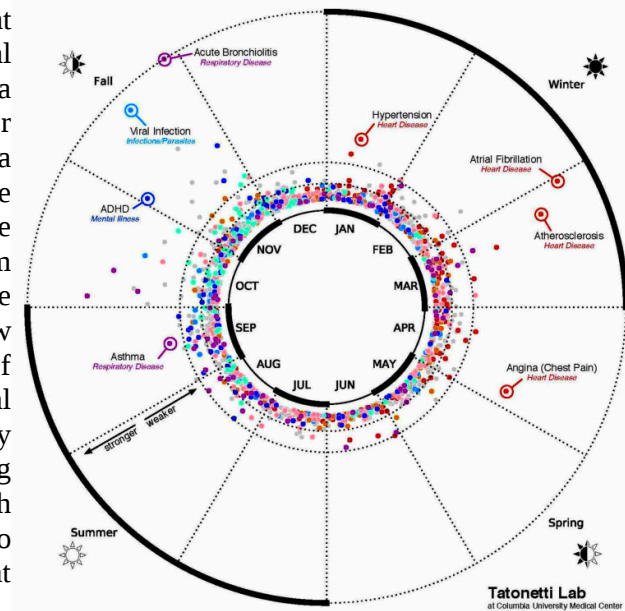 Acute Bronchiolitis
Respiratory Disease
Fall
Winter
Viral Infection
Infections/Parasites
Hypertension
Heart Disease
Atrial Fibrillation
Heart Disease
ADHD
Mental Illness
Atherosclerosis
Heart Disease
DEC JAN
NOV FEB
OCT MAR
SEP APR
AUG MAY
JUL JUN
Asthma
Respiratory Disease
Angina (Chest Pain)
Heart Disease
stronger weaker
Summer
Spring
Tatonetti Lab
at Columbia University Medical Center